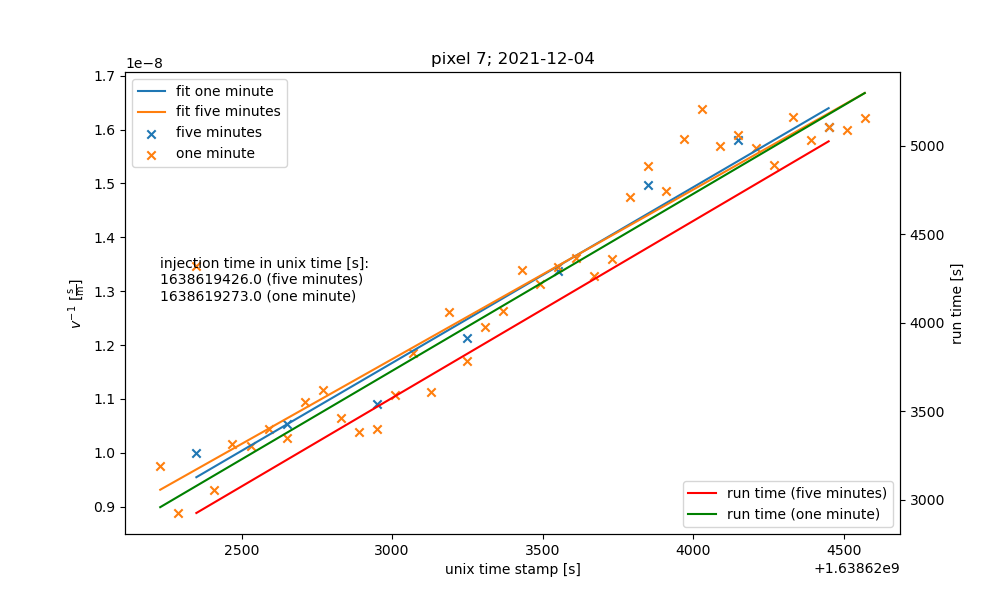 pixel 7; 2021-12-04
1e−8
1.7
1.6
1.5
1.4
1.3
1.2
1.1
1.0
0.9
v⁻¹ [s/m]
fit one minute
fit five minutes
five minutes
one minute
injection time in unix time [s]:
1638619426.0 (five minutes)
1638619273.0 (one minute)
5000
4500
4000
3500
3000
run time [s]
run time (five minutes)
run time (one minute)
2500 3000 3500 4000 4500
unix time stamp [s]
+1.63862e9